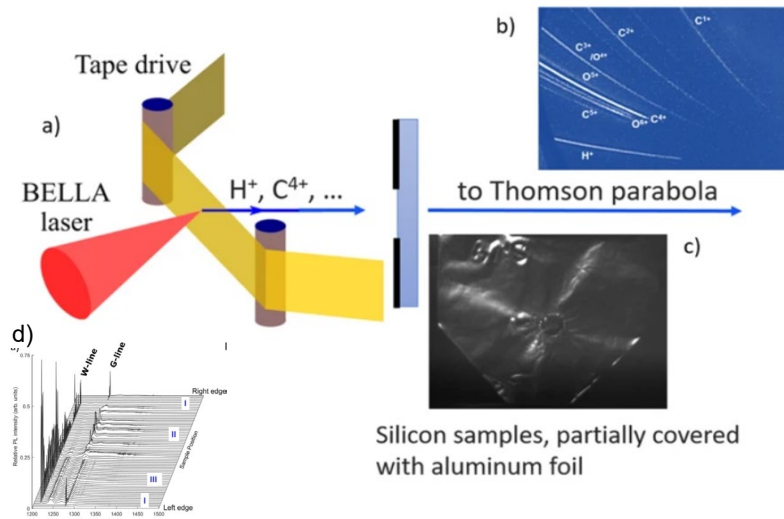 a)
Tape drive
BELLA
laser
H⁺, C⁴⁺, ...
to Thomson parabola
b)
C¹⁺
C²⁺
C³⁺
/O⁴⁺
O⁵⁺
C⁵⁺
O⁶⁺
C⁴⁺
H⁺
c)
Silicon samples, partially covered
with aluminum foil
d)
W-line
G-line
Relative PL intensity (arb. units)
0.75
0.5
0.25
0
Right edge
I
II
III
I
Left edge
Sample Position
1200
1250
1300
1350
1400
1450
1500